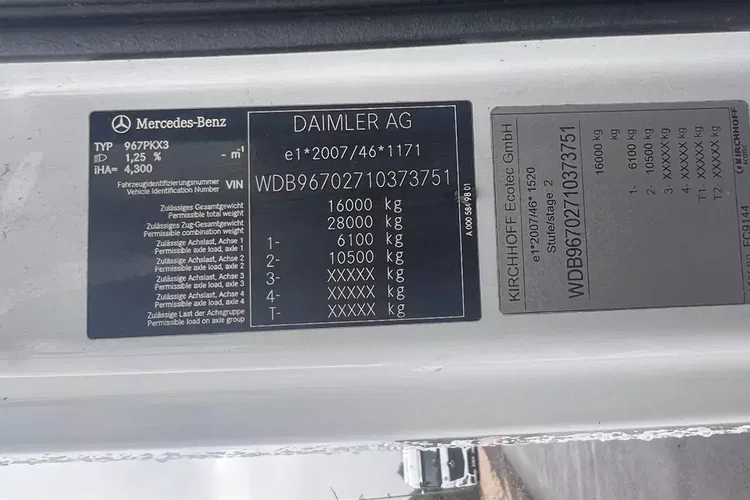 Mercedes-Benz
TYP 967PKX3
1,25 % - m-1
iHA= 4,300
Fahrzeugidentifizierungsnummer
Vehicle Identification Number VIN
Zulässiges Gesamtgewicht
Permissible total weight
Zulässiges Zug-Gesamtgewicht
Permissible combination weight
Zulässige Achslast, Achse 1
Permissible axle load, axle 1
Zulässige Achslast, Achse 2
Permissible axle load, axle 2
Zulässige Achslast, Achse 3
Permissible axle load, axle 3
Zulässige Achslast, Achse 4
Permissible axle load, axle 4
Zulässige Last der Achsgruppe
Permissible load on axle group
DAIMLER AG
e1*2007/46*1171
WDB96702710373751
16000 kg
28000 kg
1- 6100 kg
2- 10500 kg
3- XXXXX kg
4- XXXXX kg
T- XXXXX kg
A 000 584 98 01
KIRCHHOFF Ecotec GmbH
e1*2007/46* 1520
Stufe/stage: 2
WDB96702710373751
16000 kg
1- 6100 kg
2- 10500 kg
3- XXXXX kg
4- XXXXX kg
T1- XXXXX kg
T2- XXXXX kg
KIRCHHOFF